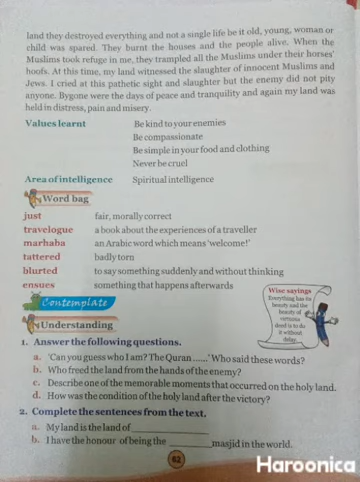 land they destroyed everything and not a single life be it old, young, woman or
child was spared. They burnt the houses and the people alive. When the
Muslims took refuge in me, they trampled all the Muslims under their horses'
hoofs. At this time, my land witnessed the slaughter of innocent Muslims and
Jews. I cried at this pathetic sight and slaughter but the enemy did not pity
anyone. Bygone were the days of peace and tranquility and again my land was
held in distress, pain and misery.
Values learnt Be kind to your enemies
Be compassionate
Be simple in your food and clothing
Never be cruel
Area of intelligence Spiritual intelligence
Word bag
just fair, morally correct
travelogue a book about the experiences of a traveller
marhaba an Arabic word which means 'welcome!'
tattered badly torn
blurted to say something suddenly and without thinking
ensues something that happens afterwards
Contemplate
Wise sayings
Everything has its
beauty and the
beauty of
virtuous
deed is to do
it without
delay.
Understanding
1. Answer the following questions.
a. 'Can you guess who I am? The Quran ......' Who said these words?
b. Who freed the land from the hands of the enemy?
c. Describe one of the memorable moments that occurred on the holy land.
d. How was the condition of the holy land after the victory?
2. Complete the sentences from the text.
a. My land is the land of ____________
b. I have the honour of being the ________ masjid in the world.
62
Haroonica